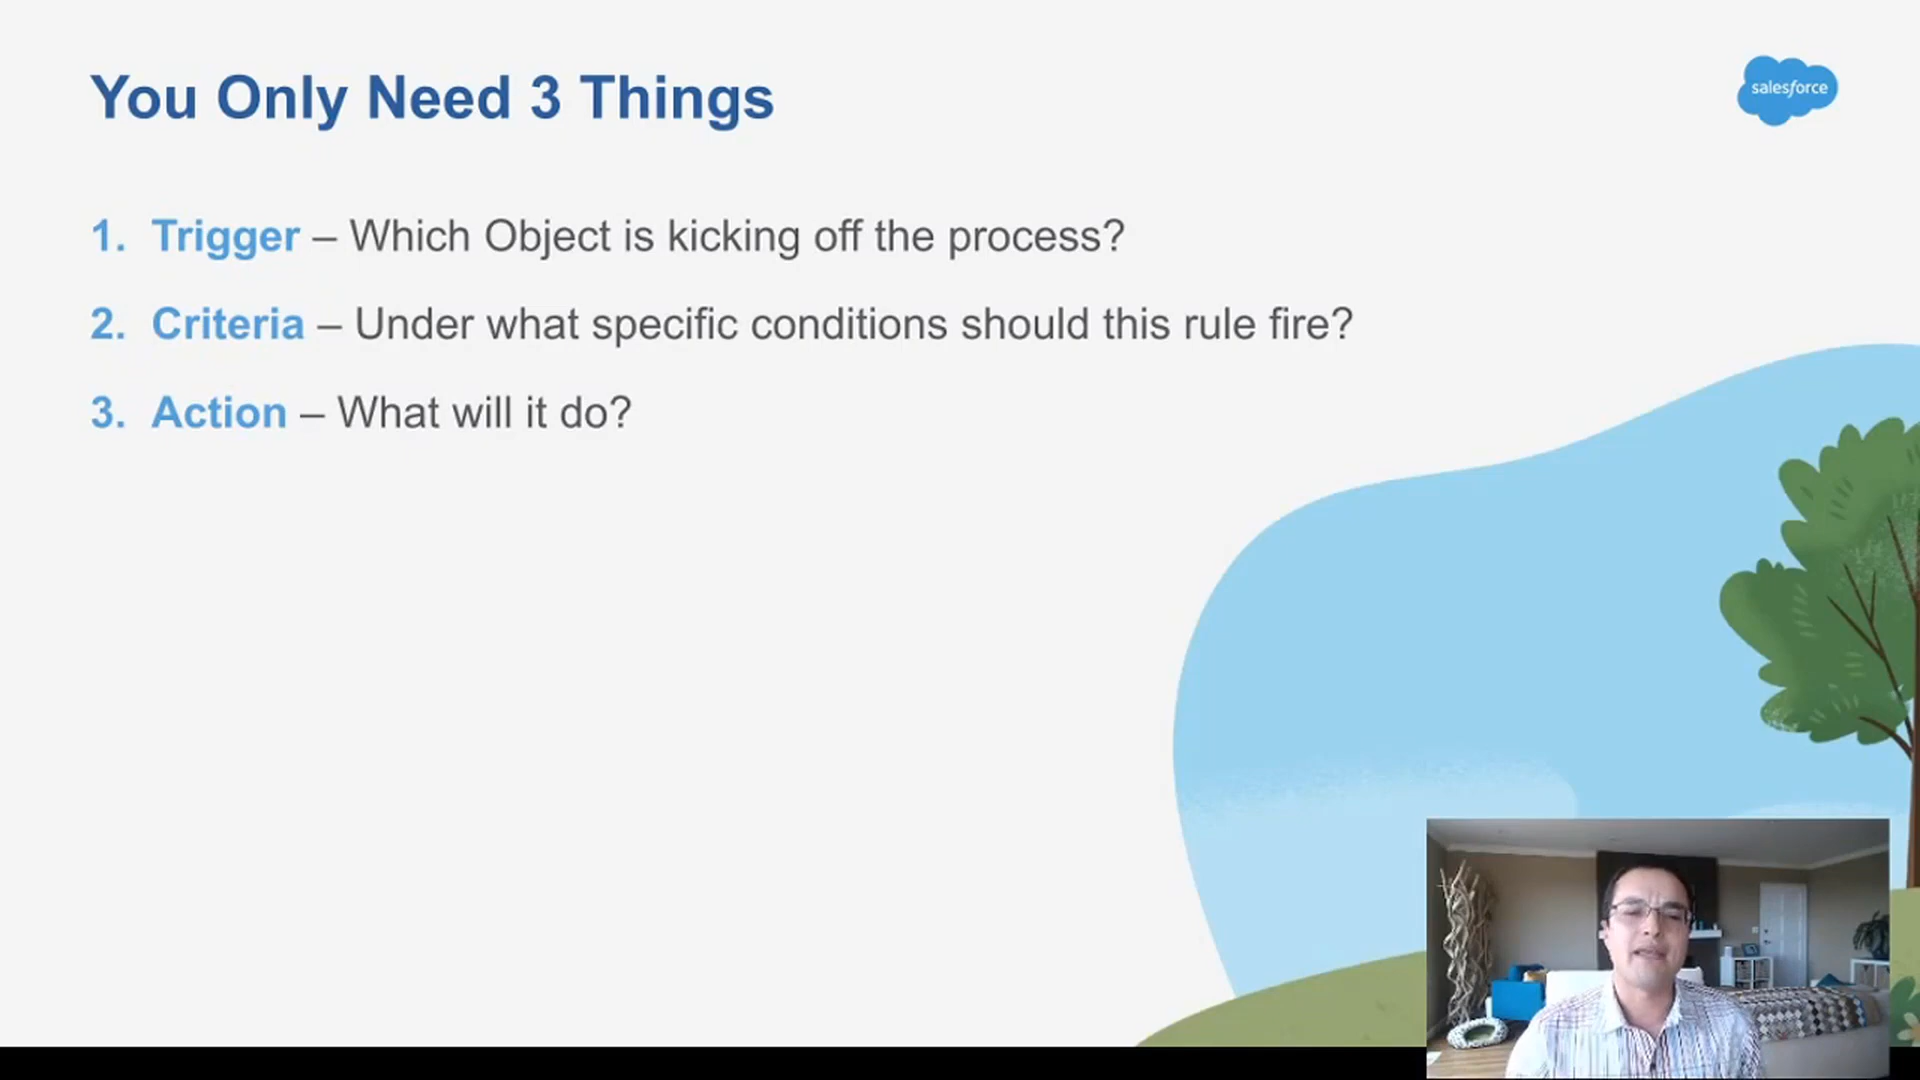 You Only Need 3 Things
salesforce
1. Trigger – Which Object is kicking off the process?
2. Criteria – Under what specific conditions should this rule fire?
3. Action – What will it do?